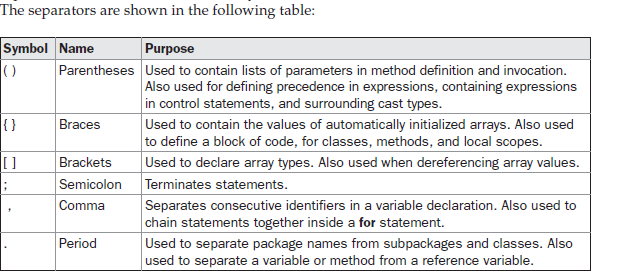 The separators are shown in the following table:
Symbol Name Purpose
( ) Parentheses Used to contain lists of parameters in method definition and invocation.
Also used for defining precedence in expressions, containing expressions
in control statements, and surrounding cast types.
{ } Braces Used to contain the values of automatically initialized arrays. Also used
to define a block of code, for classes, methods, and local scopes.
[ ] Brackets Used to declare array types. Also used when dereferencing array values.
; Semicolon Terminates statements.
, Comma Separates consecutive identifiers in a variable declaration. Also used to
chain statements together inside a for statement.
. Period Used to separate package names from subpackages and classes. Also
used to separate a variable or method from a reference variable.